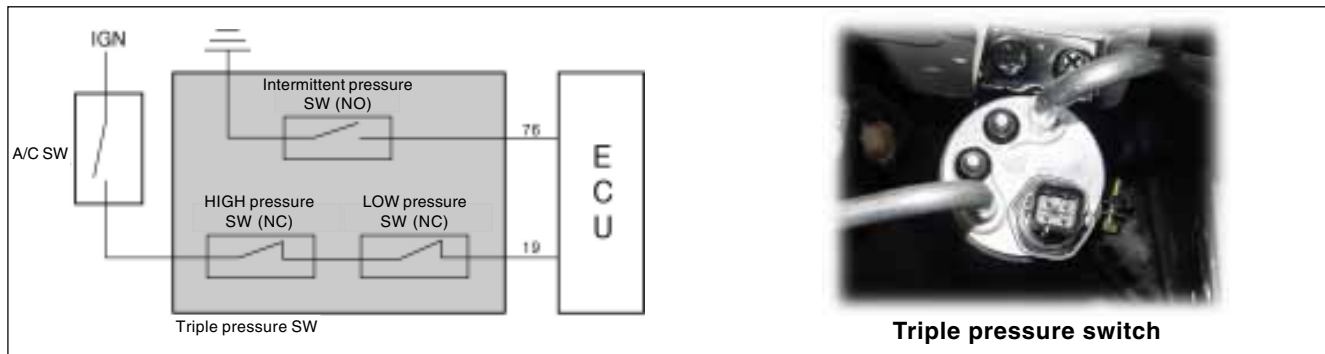 IGN
Intermittent pressure
SW (NO)
76
A/C SW
HIGH pressure
SW (NC)
LOW pressure
SW (NC)
19
ECU
Triple pressure SW
Triple pressure switch